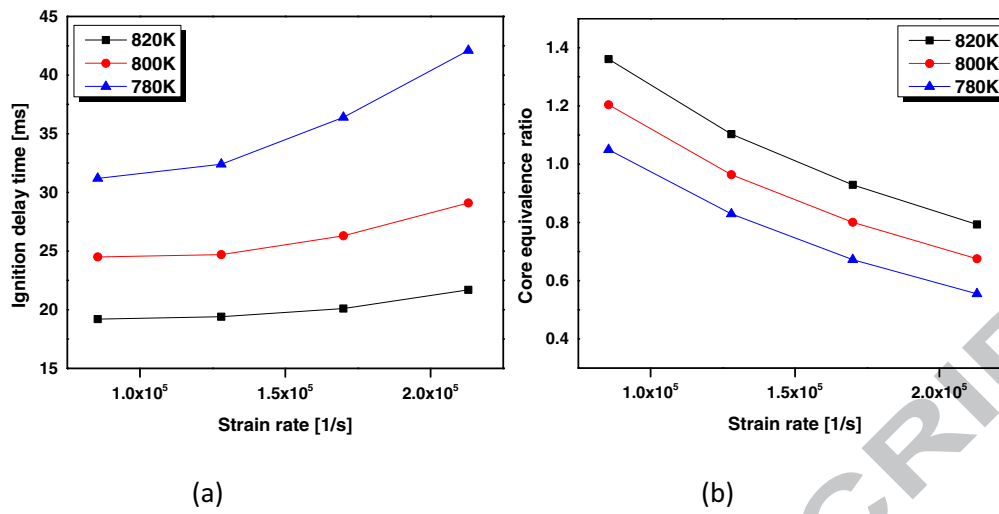 45
40
35
30
25
20
15
Ignition delay time [ms]
820K
800K
780K
1.0x10⁵ 1.5x10⁵ 2.0x10⁵
Strain rate [1/s]
(a)
1.4
1.2
1.0
0.8
0.6
0.4
Core equivalence ratio
820K
800K
780K
1.0x10⁵ 1.5x10⁵ 2.0x10⁵
Strain rate [1/s]
(b)